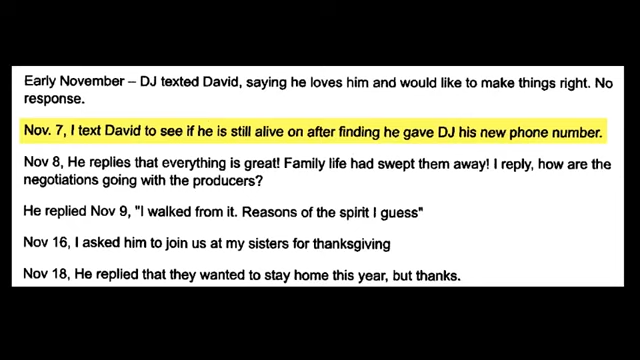 Early November – DJ texted David, saying he loves him and would like to make things right. No
response.
Nov. 7, I text David to see if he is still alive on after finding he gave DJ his new phone number.
Nov 8, He replies that everything is great! Family life had swept them away! I reply, how are the
negotiations going with the producers?
He replied Nov 9, "I walked from it. Reasons of the spirit I guess"
Nov 16, I asked him to join us at my sisters for thanksgiving
Nov 18, He replied that they wanted to stay home this year, but thanks.